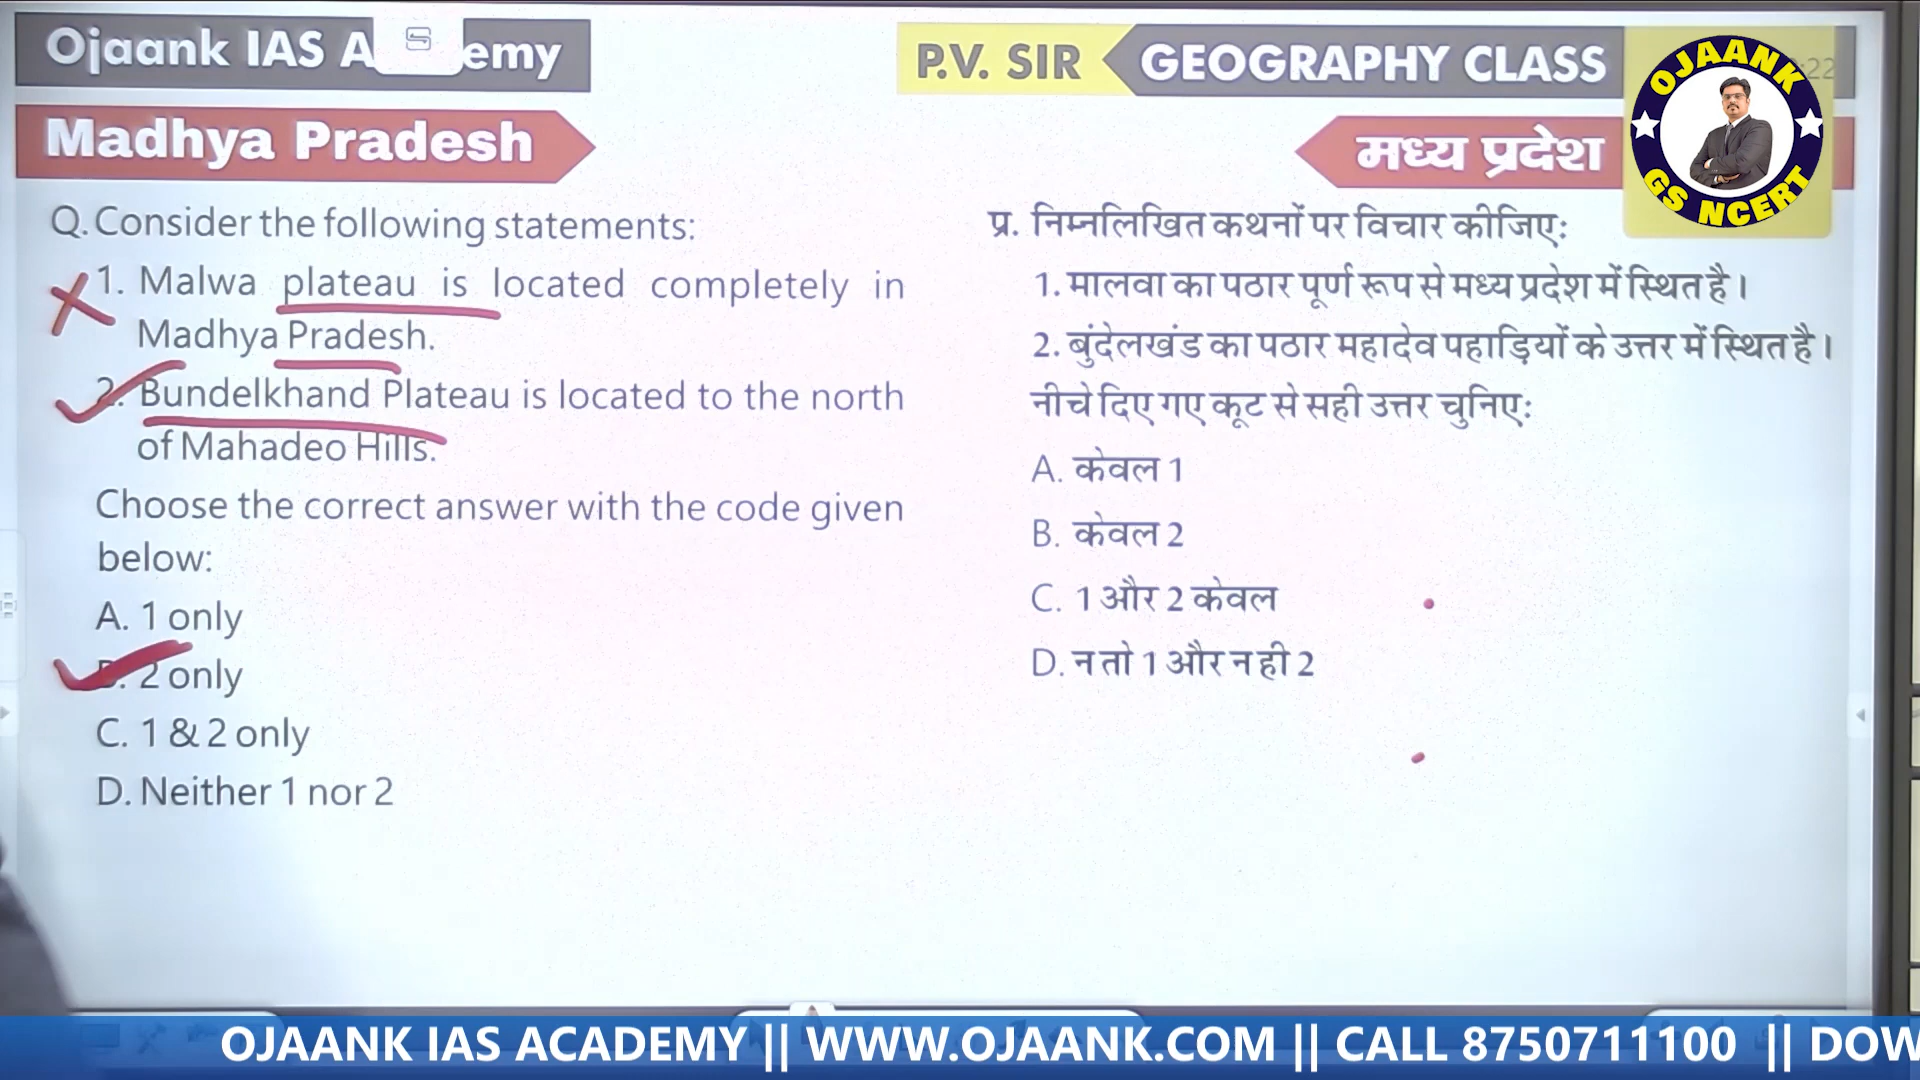 Ojaank IAS A emy
P.V. SIR
GEOGRAPHY CLASS
:22
OJAANK
GS NCERT
Madhya Pradesh
मध्य प्रदेश
Q. Consider the following statements:
1. Malwa plateau is located completely in
Madhya Pradesh.
2. Bundelkhand Plateau is located to the north
of Mahadeo Hills.
Choose the correct answer with the code given
below:
A. 1 only
B. 2 only
C. 1 & 2 only
D. Neither 1 nor 2
प्र. निम्नलिखित कथनों पर विचार कीजिए:
1. मालवा का पठार पूर्ण रूप से मध्य प्रदेश में स्थित है।
2. बुंदेलखंड का पठार महादेव पहाड़ियों के उत्तर में स्थित है।
नीचे दिए गए कूट से सही उत्तर चुनिए:
A. केवल 1
B. केवल 2
C. 1 और 2 केवल
D. न तो 1 और न ही 2
OJAANK IAS ACADEMY || WWW.OJAANK.COM || CALL 8750711100 || DOW